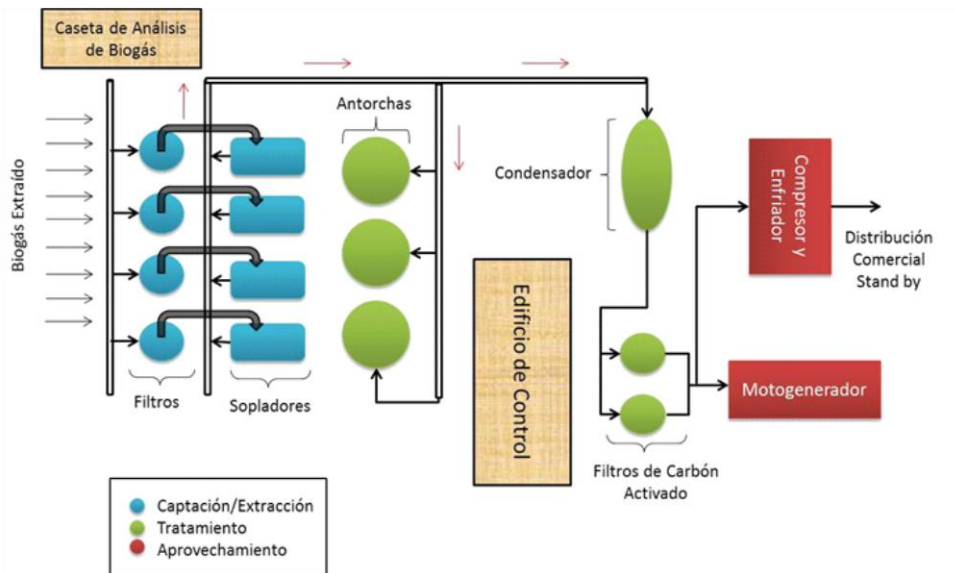 Caseta de Análisis
de Biogás
Biogás Extraído
Filtros
Sopladores
Antorchas
Condensador
Edificio de Control
Compresor y
Enfriador
Distribución
Comercial
Stand by
Motogenerador
Filtros de Carbón
Activado
Captación/Extracción
Tratamiento
Aprovechamiento